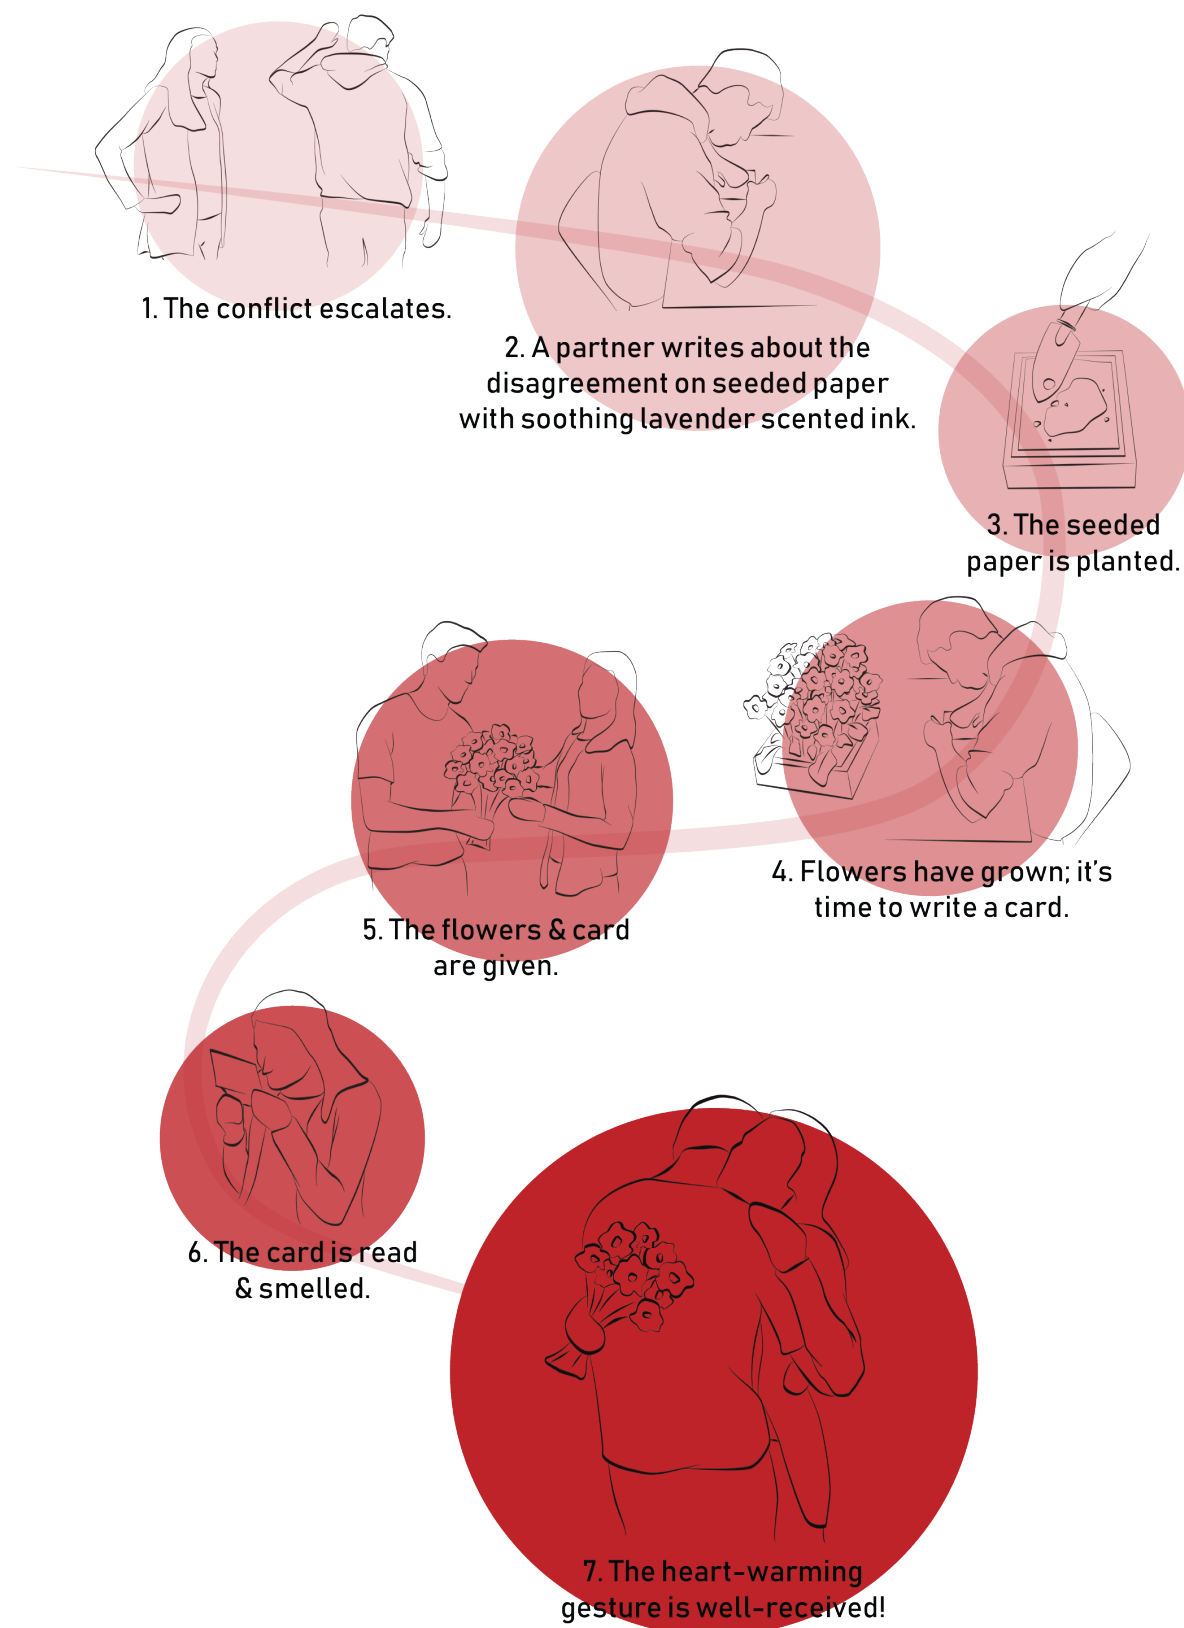 1. The conflict escalates.
2. A partner writes about the
disagreement on seeded paper
with soothing lavender scented ink.
3. The seeded
paper is planted.
4. Flowers have grown; it’s
time to write a card.
5. The flowers & card
are given.
6. The card is read
& smelled.
7. The heart-warming
gesture is well-received!